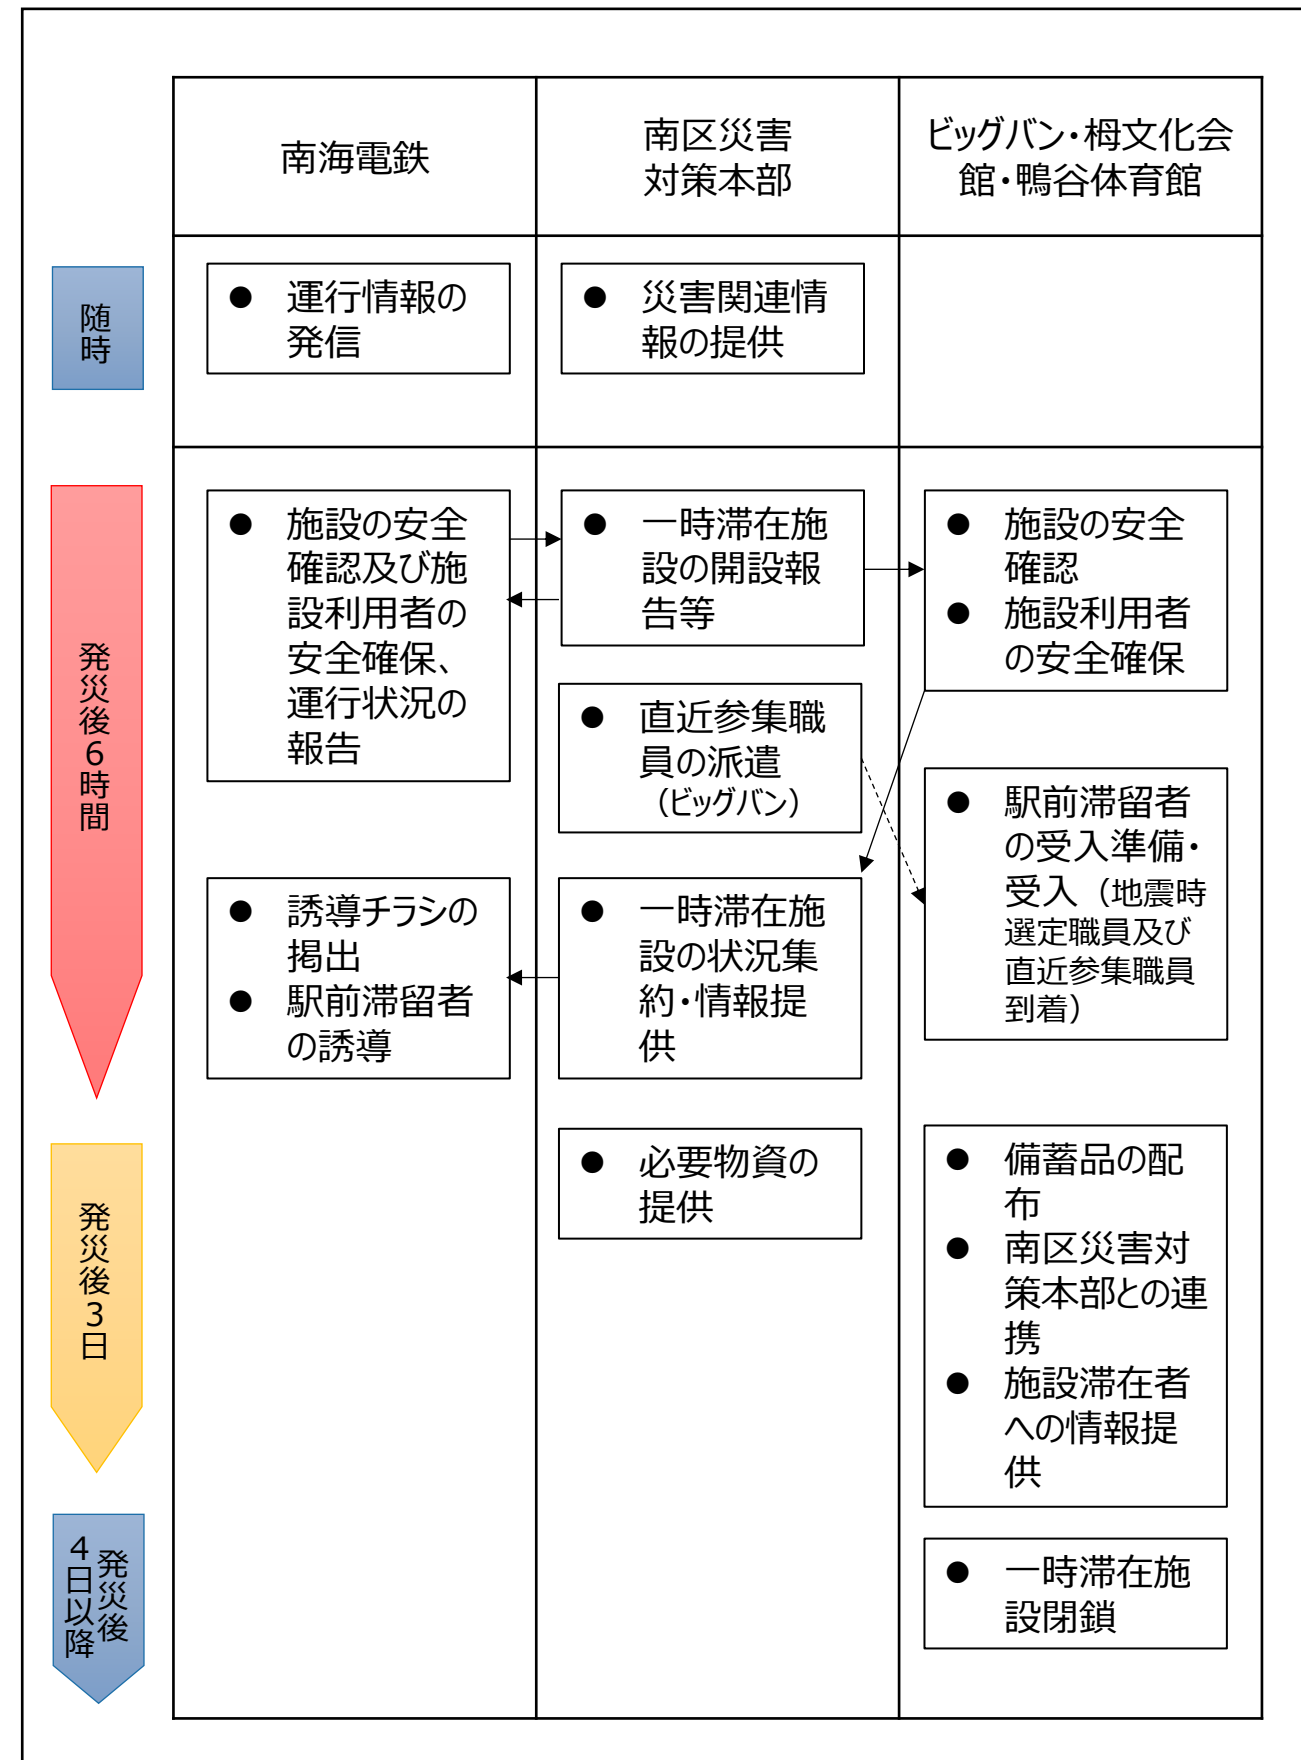 南海電鉄
南区災害
対策本部
ビッグバン・栂文化会
館・鴨谷体育館
随時
● 運行情報の
発信
● 災害関連情
報の提供
発災後6時間
● 施設の安全
確認及び施
設利用者の
安全確保、
運行状況の
報告
● 一時滞在施
設の開設報
告等
● 施設の安全
確認
● 施設利用者
の安全確保
● 直近参集職
員の派遣
（ビッグバン）
● 駅前滞留者
の受入準備・
受入（地震時
選定職員及び
直近参集職員
到着）
● 誘導チラシの
掲出
● 駅前滞留者
の誘導
● 一時滞在施
設の状況集
約・情報提
供
発災後3日
● 必要物資の
提供
● 備蓄品の配
布
● 南区災害対
策本部との連
携
● 施設滞在者
への情報提
供
発災後
4日以降
● 一時滞在施
設閉鎖